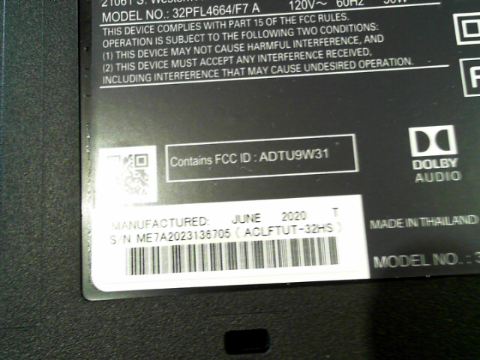 MODEL NO.: 32PFL4664/F7 A 120V~ 60Hz
THIS DEVICE COMPLIES WITH PART 15 OF THE FCC RULES.
OPERATION IS SUBJECT TO THE FOLLOWING TWO CONDITIONS:
(1) THIS DEVICE MAY NOT CAUSE HARMFUL INTERFERENCE, AND
(2) THIS DEVICE MUST ACCEPT ANY INTERFERENCE RECEIVED,
INCLUDING INTERFERENCE THAT MAY CAUSE UNDESIRED OPERATION.
Contains FCC ID : ADTU9W31
DOLBY
AUDIO
MANUFACTURED: JUNE 2020 T
S/N ME7A2023136705 (ACLFTUT-32HS)
MADE IN THAILAND
MODEL NO. : 3